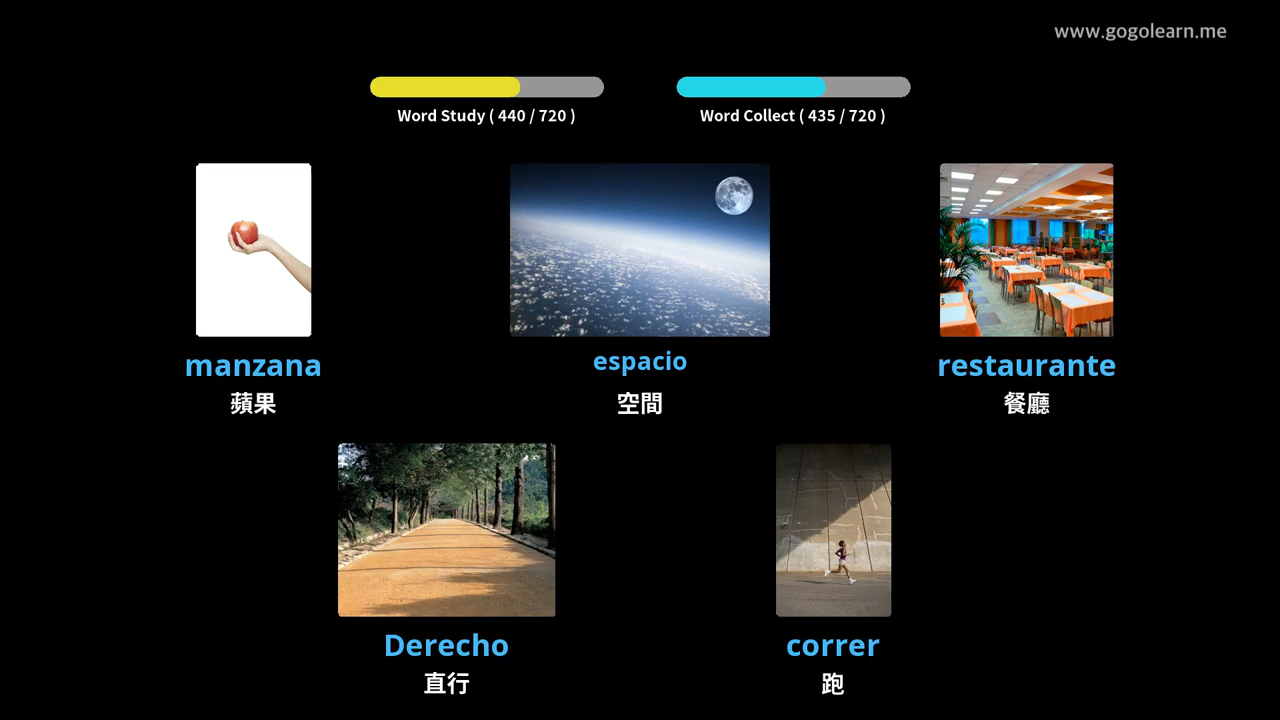 www.gogolearn.me
Word Study ( 440 / 720 )
Word Collect ( 435 / 720 )
manzana
蘋果
espacio
空間
restaurante
餐廳
Derecho
直行
correr
跑